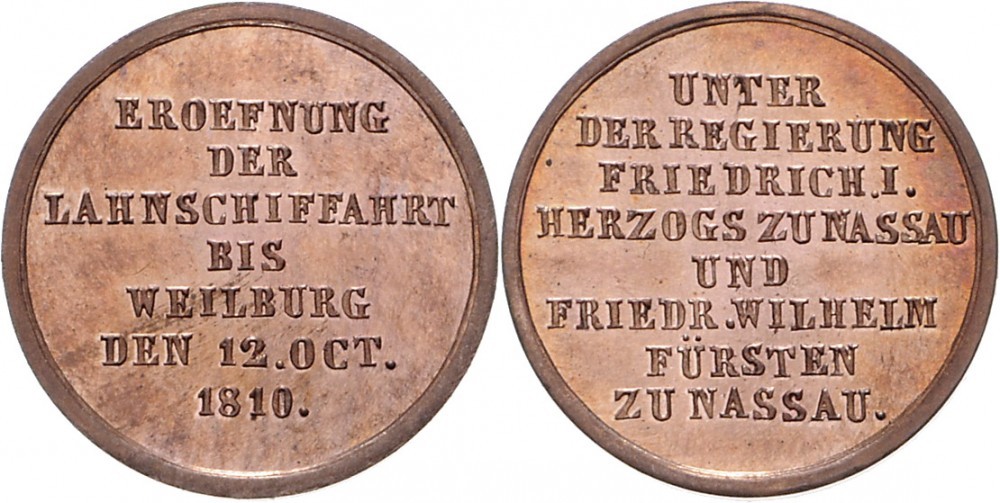 EROEFNUNG
DER
LAHNSCHIFFAHRT
BIS
WEILBURG
DEN 12.OCT.
1810.
UNTER
DER REGIERUNG
FRIEDRICH.I.
HERZOGS ZU NASSAU
UND
FRIEDR.WILHELM
FÜRSTEN
ZU NASSAU.